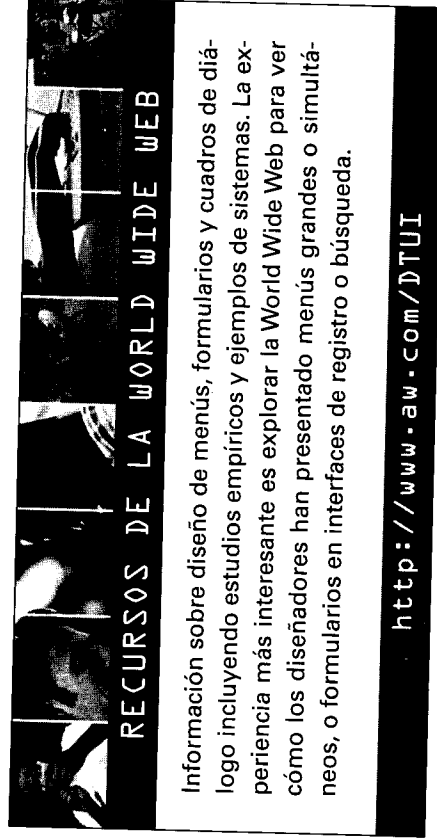 RECURSOS DE LA WORLD WIDE WEB
Información sobre diseño de menús, formularios y cuadros de diá-
logo incluyendo estudios empíricos y ejemplos de sistemas. La ex-
periencia más interesante es explorar la World Wide Web para ver
cómo los diseñadores han presentado menús grandes o simultá-
neos, o formularios en interfaces de registro o búsqueda.
http://www.aw.com/DTUI